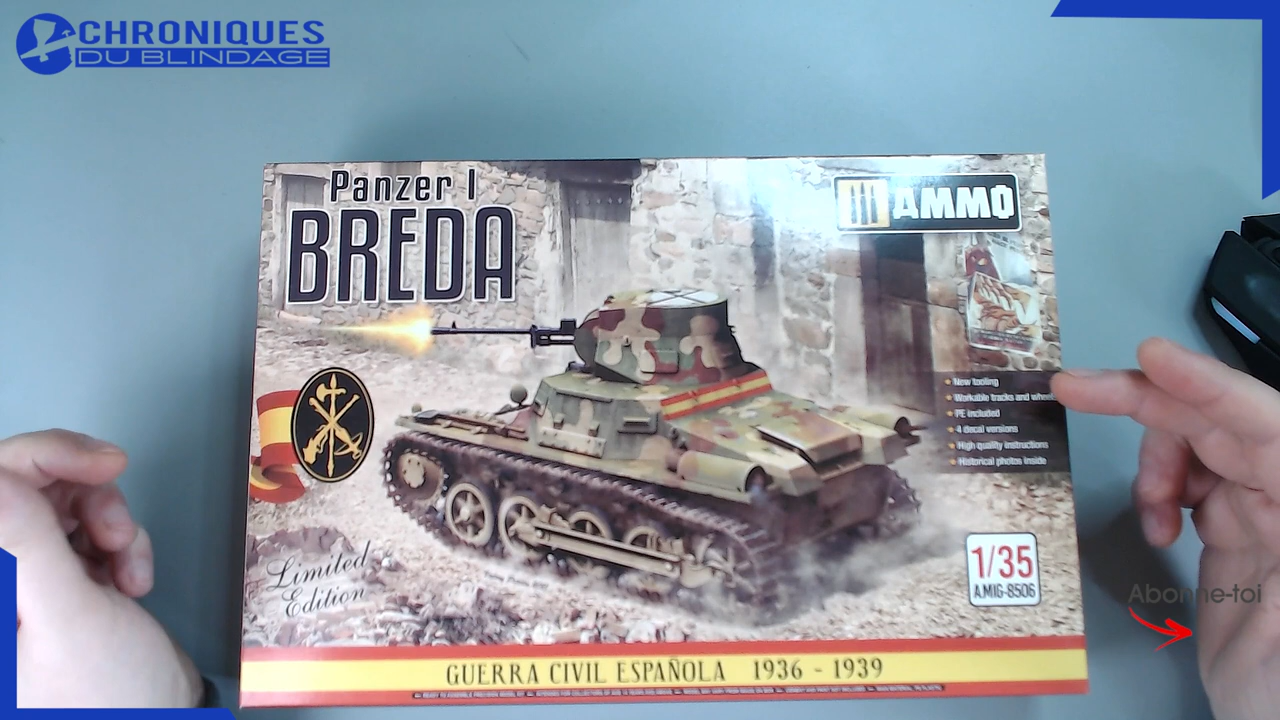 CHRONIQUES
DU BLINDAGE
Panzer I
BREDA
AMMO
New tooling
Workable tracks and wheels
PE included
4 decal versions
High quality instructions
Historical photos inside
Limited
Edition
1/35
A.MIG-8506
Abonne-toi
GUERRA CIVIL ESPAÑOLA 1936 - 1939